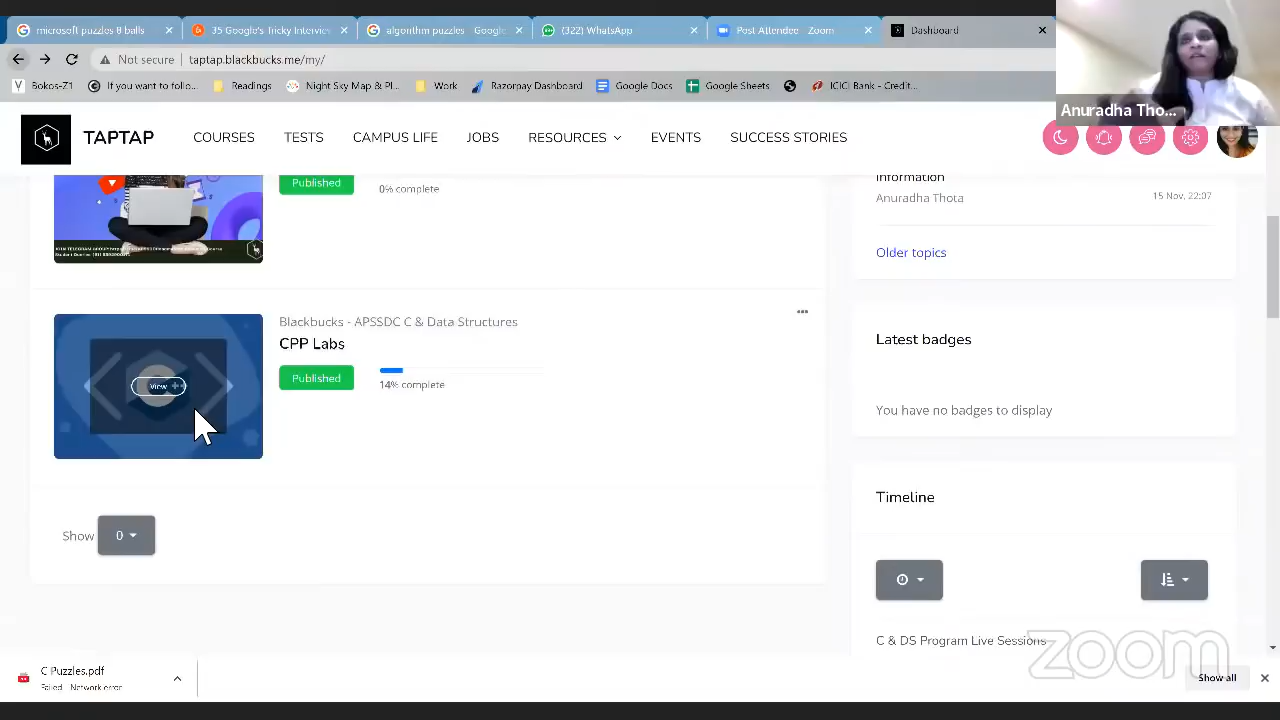 microsoft puzzles 8 balls
35 Google's Tricky Interview
algorithm puzzles - Google
(322) WhatsApp
Post Attendee - Zoom
Dashboard
Not secure
taptap.blackbucks.me/my/
Bokos-Z1
If you want to follo...
Readings
Night Sky Map & Pl...
Work
Razorpay Dashboard
Google Docs
Google Sheets
ICICI Bank - Credit...
Anuradha Tho...
TAPTAP
COURSES
TESTS
CAMPUS LIFE
JOBS
RESOURCES
EVENTS
SUCCESS STORIES
Published
0% complete
Information
Anuradha Thota
15 Nov, 22:07
Older topics
Blackbucks - APSSDC C & Data Structures
CPP Labs
View
Published
14% complete
Latest badges
You have no badges to display
Timeline
Show
0
C & DS Program Live Sessions
zoom
C Puzzles.pdf
Failed - Network error
Show all